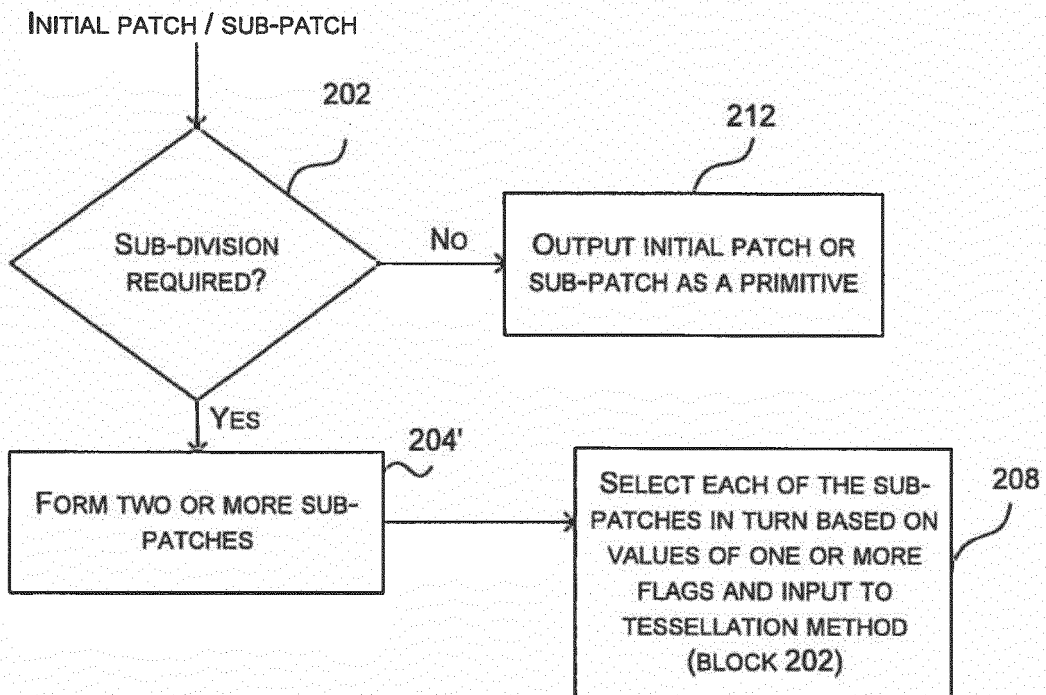 INITIAL PATCH / SUB-PATCH
202
212
SUB-DIVISION
REQUIRED?
NO
OUTPUT INITIAL PATCH OR
SUB-PATCH AS A PRIMITIVE
YES
204'
FORM TWO OR MORE SUB-
PATCHES
SELECT EACH OF THE SUB-
PATCHES IN TURN BASED ON
VALUES OF ONE OR MORE
FLAGS AND INPUT TO
TESSELLATION METHOD
(BLOCK 202)
208